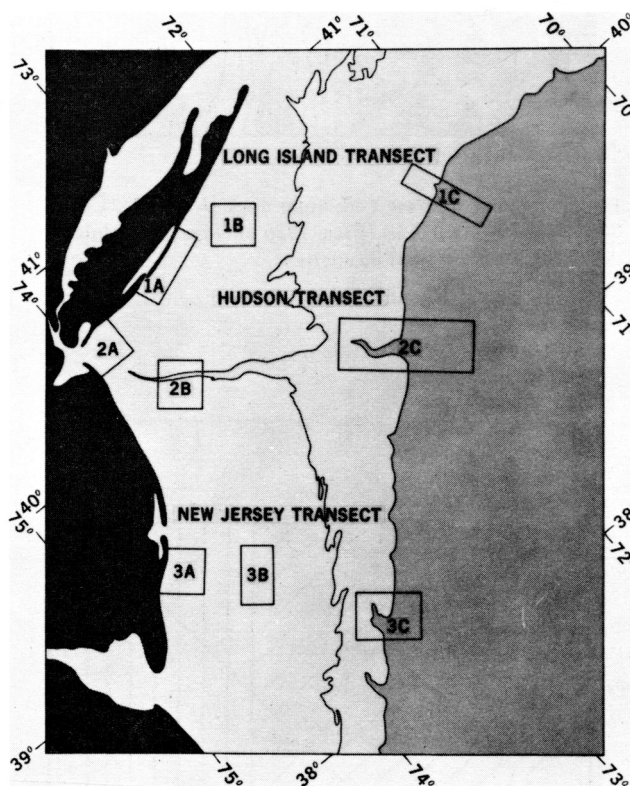 72° 41° 71° 70° 40°
73° 70°
LONG ISLAND TRANSECT
1C
1B
41° 1A 39°
HUDSON TRANSECT
74° 71°
2A 2C
2B
40° NEW JERSEY TRANSECT 38°
75° 72°
3A 3B
3C
39° 75° 38° 74° 73°